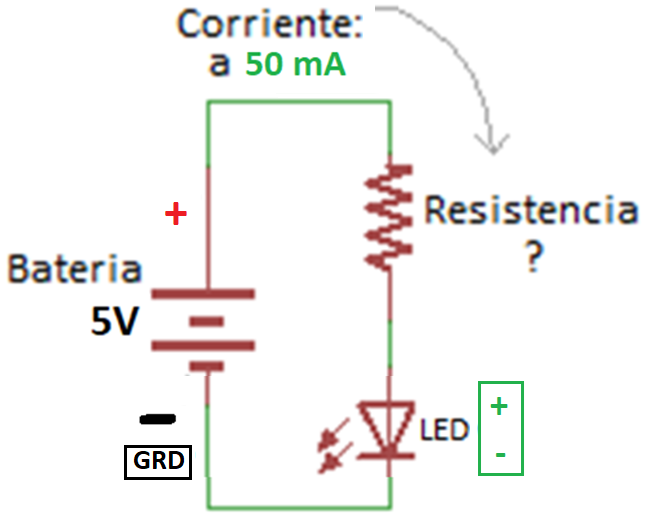 Corriente:
a 50 mA
+
Resistencia
?
Bateria
5V
+
LED
-
GRD